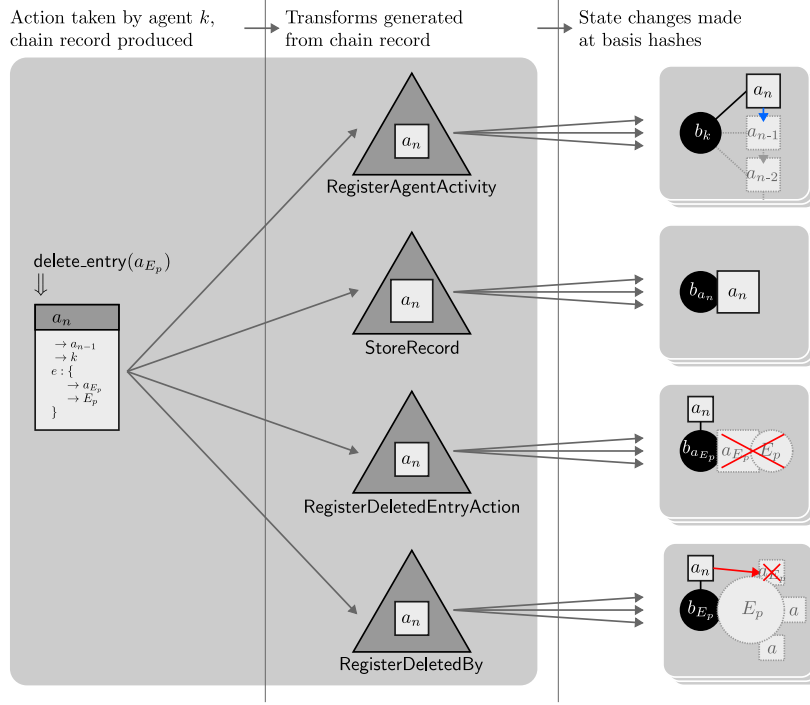 Action taken by agent k,
chain record produced
Transforms generated
from chain record
State changes made
at basis hashes
a_n
RegisterAgentActivity
b_k
a_n
a_{n-1}
a_{n-2}
delete_entry(a_{E_p})
⇓
a_n
→ a_{n−1}
→ k
e : {
→ a_{E_p}
→ E_p
}
a_n
StoreRecord
b_{a_n}
a_n
a_n
RegisterDeletedEntryAction
a_n
b_{a_{E_p}}
a_{E_p}
E_p
a_n
RegisterDeletedBy
a_n
a_{E_p}
b_{E_p}
E_p
a
a